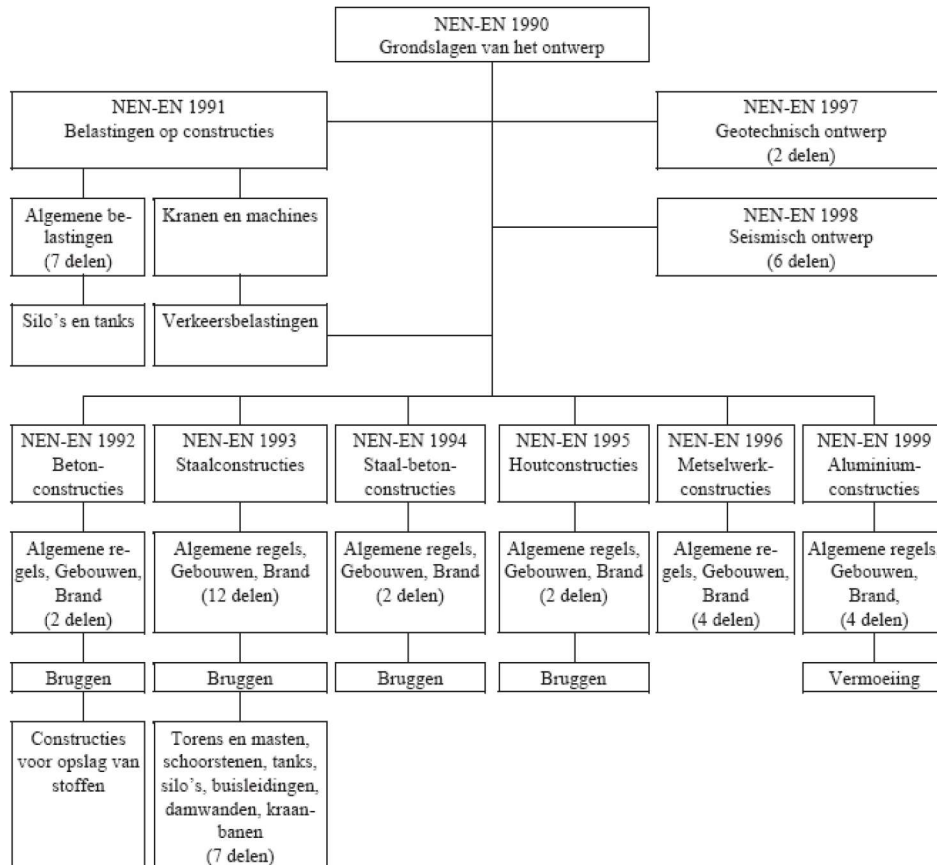 NEN-EN 1990
Grondslagen van het ontwerp
NEN-EN 1991
Belastingen op constructies
NEN-EN 1997
Geotechnisch ontwerp
(2 delen)
Algemene be-
lastingen
(7 delen)
Kranen en machines
NEN-EN 1998
Seismisch ontwerp
(6 delen)
Silo's en tanks
Verkeersbelastingen
NEN-EN 1992
Beton-
constructies
NEN-EN 1993
Staalconstructies
NEN-EN 1994
Staal-beton-
constructies
NEN-EN 1995
Houtconstructies
NEN-EN 1996
Metselwerk-
constructies
NEN-EN 1999
Aluminium-
constructies
Algemene re-
gels, Gebouwen,
Brand
(2 delen)
Algemene regels,
Gebouwen, Brand
(12 delen)
Algemene regels,
Gebouwen, Brand
(2 delen)
Algemene regels,
Gebouwen, Brand
(2 delen)
Algemene re-
gels, Gebouwen,
Brand
(4 delen)
Algemene regels,
Gebouwen,
Brand,
(4 delen)
Bruggen
Bruggen
Bruggen
Bruggen
Vermoeiing
Constructies
voor opslag van
stoffen
Torens en masten,
schoorstenen, tanks,
silo's, buisleidingen,
damwanden, kraan-
banen
(7 delen)